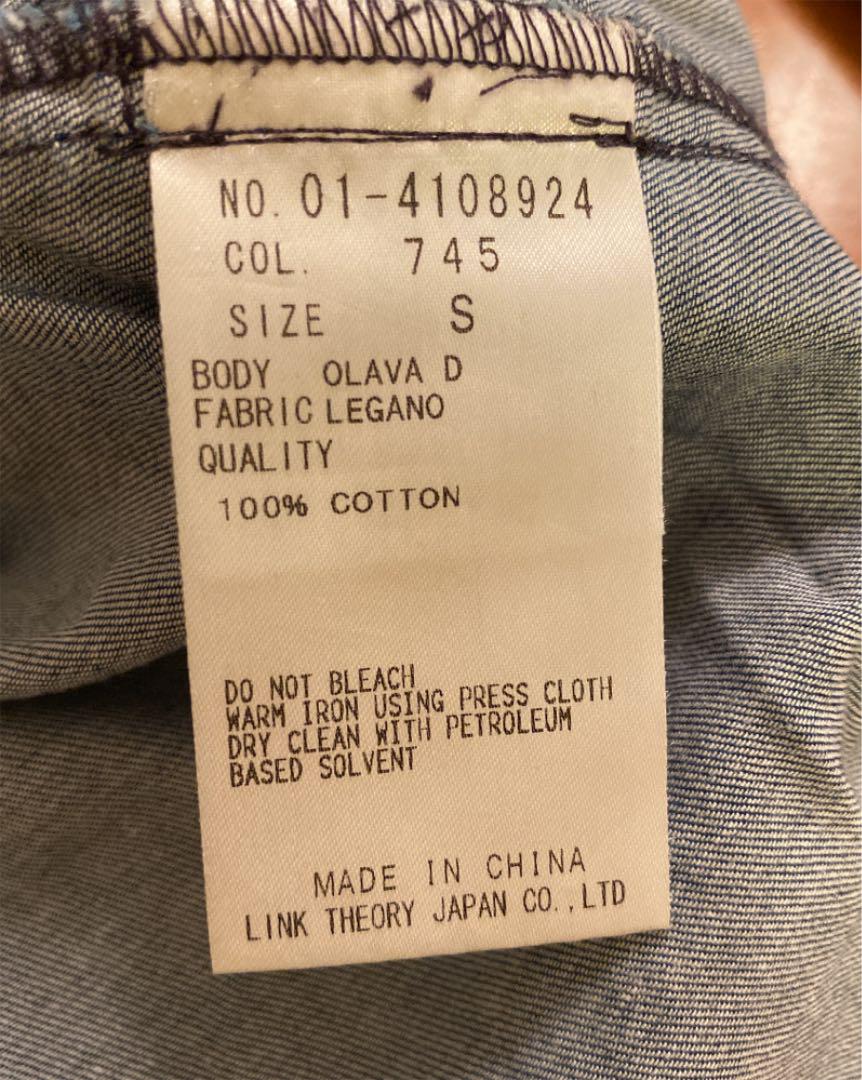 NO. 01-4108924
COL. 745
SIZE S
BODY OLAVA D
FABRIC LEGANO
QUALITY
100% COTTON
DO NOT BLEACH
WARM IRON USING PRESS CLOTH
DRY CLEAN WITH PETROLEUM
BASED SOLVENT
MADE IN CHINA
LINK THEORY JAPAN CO.,LTD